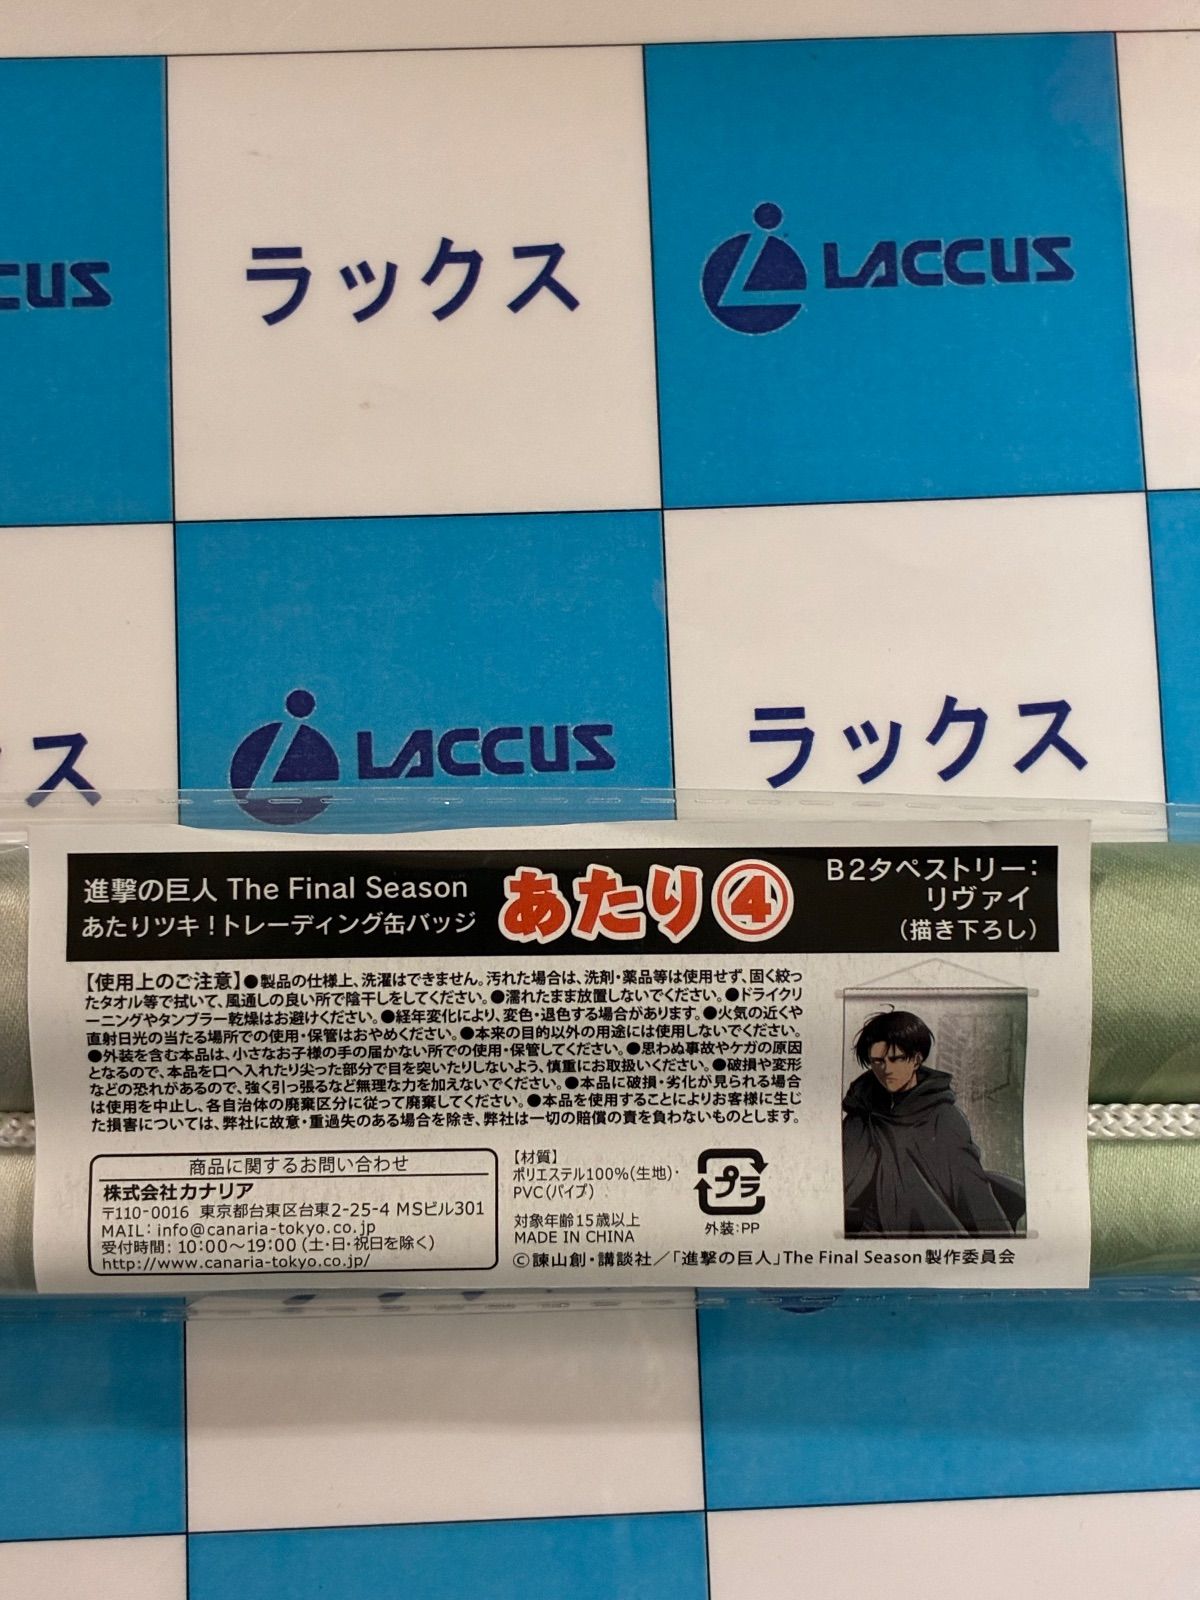 ラックス
LACCUS
CUS
LACCUS
ラックス
ス
進撃の巨人 The Final Season
あたりツキ！トレーディング缶バッジ
あたり④
B2タペストリー：
リヴァイ
（描き下ろし）
【使用上のご注意】●製品の仕様上、洗濯はできません。汚れた場合は、洗剤・薬品等は使用せず、固く絞っ
たタオル等で拭いて、風通しの良い所で陰干しをしてください。●濡れたまま放置しないでください。●ドライクリ
ーニングやタンブラー乾燥はお避けください。●経年変化により、変色・退色する場合があります。●火気の近くや
直射日光の当たる場所での使用・保管はおやめください。●本来の目的以外の用途には使用しないでください。
●外装を含む本品は、小さなお子様の手の届かない所での使用・保管してください。●思わぬ事故やケガの原因
となるので、本品を口へ入れたり尖った部分で目を突いたりしないよう、慎重にお取扱いください。●破損や変形
などの恐れがあるので、強く引っ張るなど無理な力を加えないでください。●本品に破損・劣化が見られる場合
は使用を中止し、各自治体の廃棄区分に従って廃棄してください。●本品を使用することによりお客様に生じ
た損害については、弊社に故意・重過失のある場合を除き、弊社は一切の賠償の責を負わないものとします。
商品に関するお問い合わせ
株式会社カナリア
〒110-0016 東京都台東区台東2-25-4 MSビル301
MAIL：info@canaria-tokyo.co.jp
受付時間：10:00～19:00（土・日・祝日を除く）
http://www.canaria-tokyo.co.jp/
【材質】
ポリエステル100%（生地）・
PVC（パイプ）
対象年齢15歳以上
MADE IN CHINA
プラ
外装：PP
©諫山創・講談社／「進撃の巨人」The Final Season製作委員会